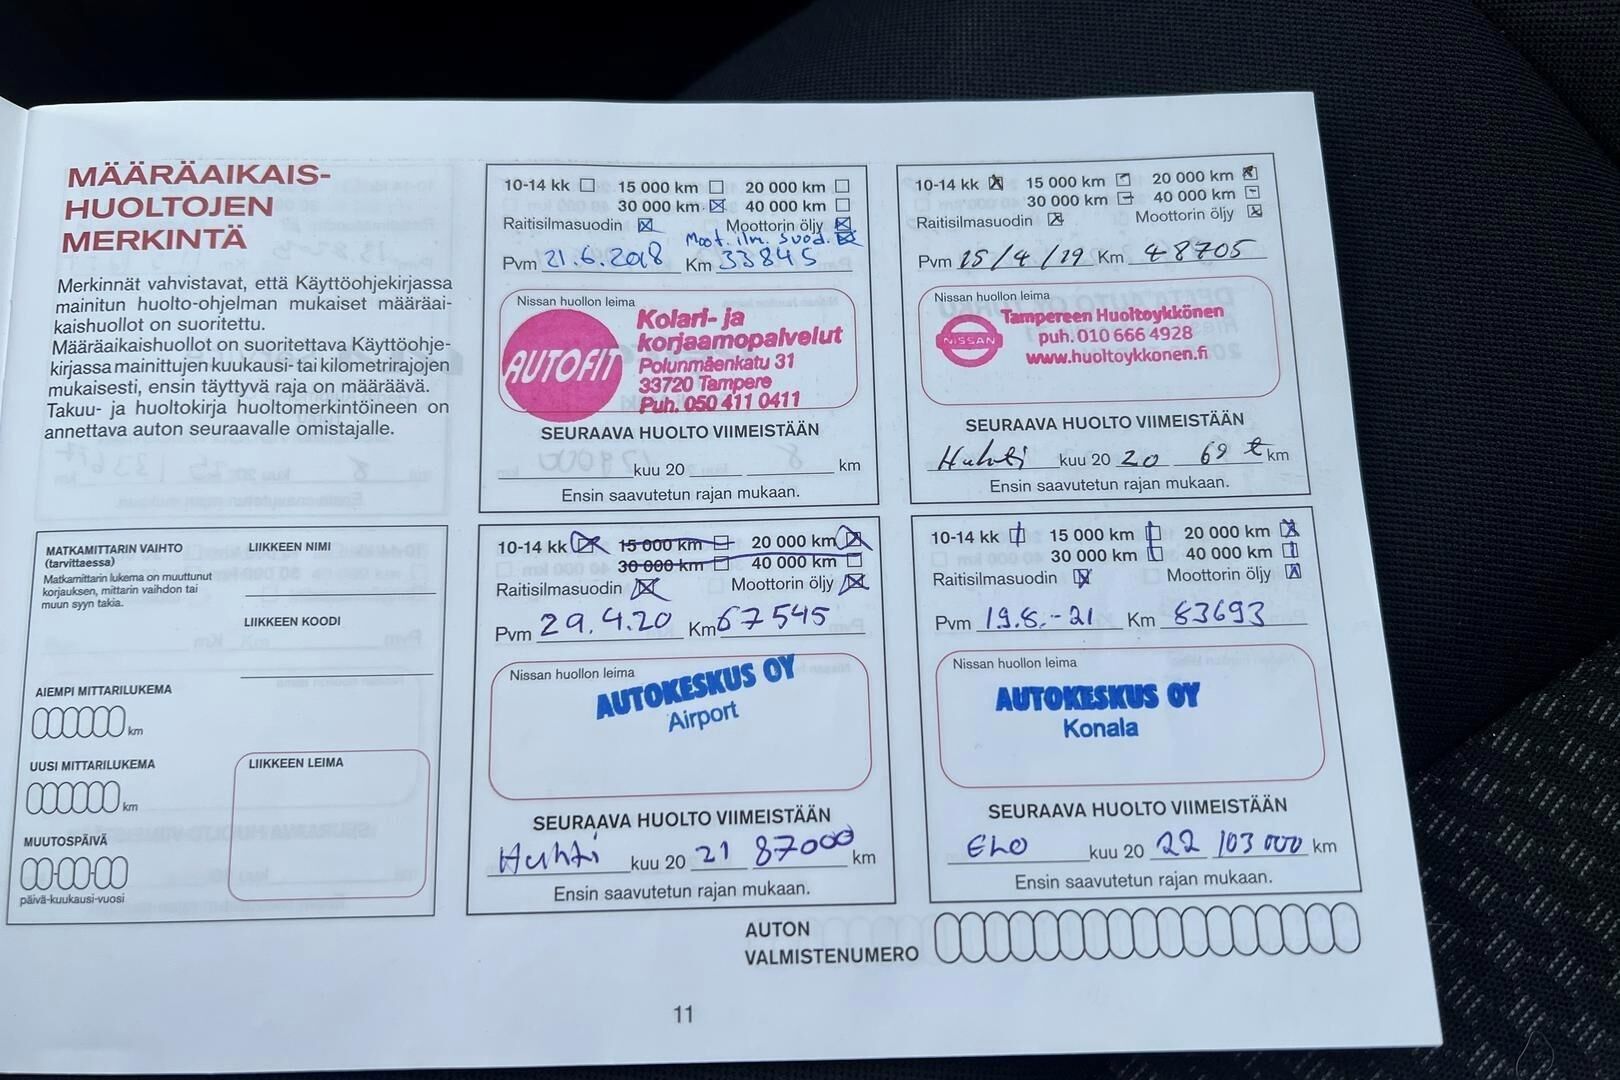 MÄÄRÄAIKAIS-
HUOLTOJEN
MERKINTÄ
Merkinnät vahvistavat, että Käyttöohjekirjassa
mainitun huolto-ohjelman mukaiset määräai-
kaishuollot on suoritettu.
Määräaikaishuollot on suoritettava Käyttöohje-
kirjassa mainittujen kuukausi- tai kilometrirajojen
mukaisesti, ensin täyttyvä raja on määräävä.
Takuu- ja huoltokirja huoltomerkintöineen on
annettava auton seuraavalle omistajalle.
MATKAMITTARIN VAIHTO
(tarvittaessa)
Matkamittarin lukema on muuttunut
korjauksen, mittarin vaihdon tai
muun syyn takia.
LIIKKEEN NIMI
LIIKKEEN KOODI
AIEMPI MITTARILUKEMA
km
UUSI MITTARILUKEMA
km
MUUTOSPÄIVÄ
päivä-kuukausi-vuosi
LIIKKEEN LEIMA
10-14 kk 15 000 km 20 000 km
30 000 km 40 000 km
Raitisilmasuodin Moottorin öljy
Moot. ilm. suod.
Pvm 21.6.2018 Km 33845
Nissan huollon leima
AUTOFIT
Kolari- ja
korjaamopalvelut
Polunmäenkatu 31
33720 Tampere
Puh. 050 411 0411
SEURAAVA HUOLTO VIIMEISTÄÄN
kuu 20 km
Ensin saavutetun rajan mukaan.
10-14 kk 15 000 km 20 000 km
30 000 km 40 000 km
Raitisilmasuodin Moottorin öljy
Pvm 15/4/19 Km 48705
Nissan huollon leima
NISSAN
Tampereen Huoltoykkönen
puh. 010 666 4928
www.huoltoykkonen.fi
SEURAAVA HUOLTO VIIMEISTÄÄN
Huhti kuu 20 20 69 t km
Ensin saavutetun rajan mukaan.
10-14 kk 15 000 km 20 000 km
30 000 km 40 000 km
Raitisilmasuodin Moottorin öljy
Pvm 29.4.20 Km 67545
Nissan huollon leima
AUTOKESKUS OY
Airport
SEURAAVA HUOLTO VIIMEISTÄÄN
Huhti kuu 20 21 87000 km
Ensin saavutetun rajan mukaan.
10-14 kk 15 000 km 20 000 km
30 000 km 40 000 km
Raitisilmasuodin Moottorin öljy
Pvm 19.8.-21 Km 83693
Nissan huollon leima
AUTOKESKUS OY
Konala
SEURAAVA HUOLTO VIIMEISTÄÄN
ELO kuu 20 22 103 000 km
Ensin saavutetun rajan mukaan.
AUTON
VALMISTENUMERO
11